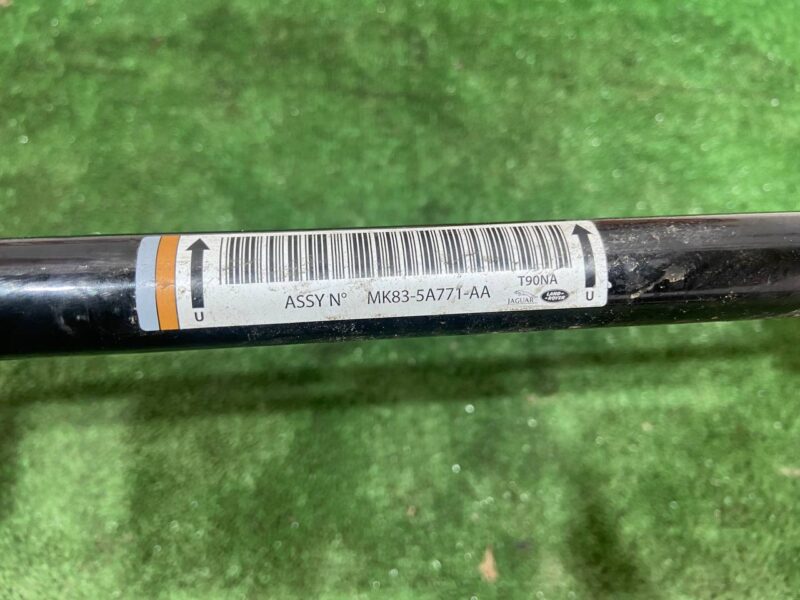 T90NA
ASSY N° MK83-5A771-AA
JAGUAR LAND ROVER
U U